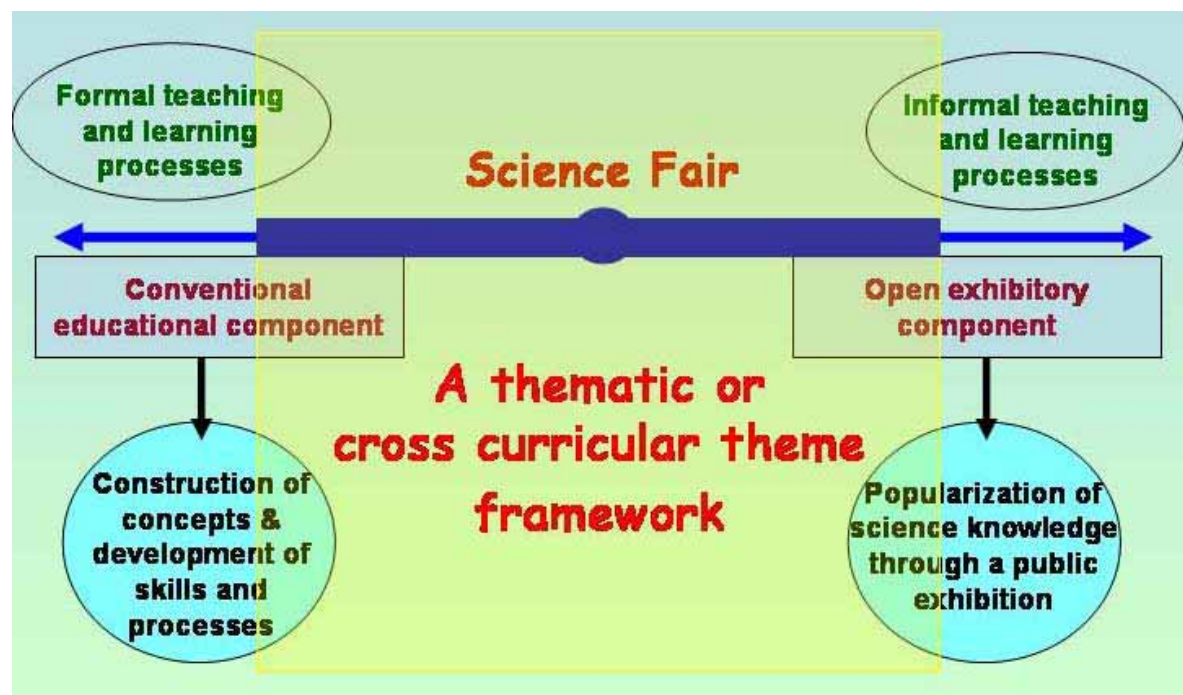 Formal teaching
and learning
processes
Informal teaching
and learning
processes
Science Fair
Conventional
educational component
Open exhibitory
component
A thematic or
cross curricular theme
framework
Construction of
concepts &
development of
skills and
processes
Popularization of
science knowledge
through a public
exhibition